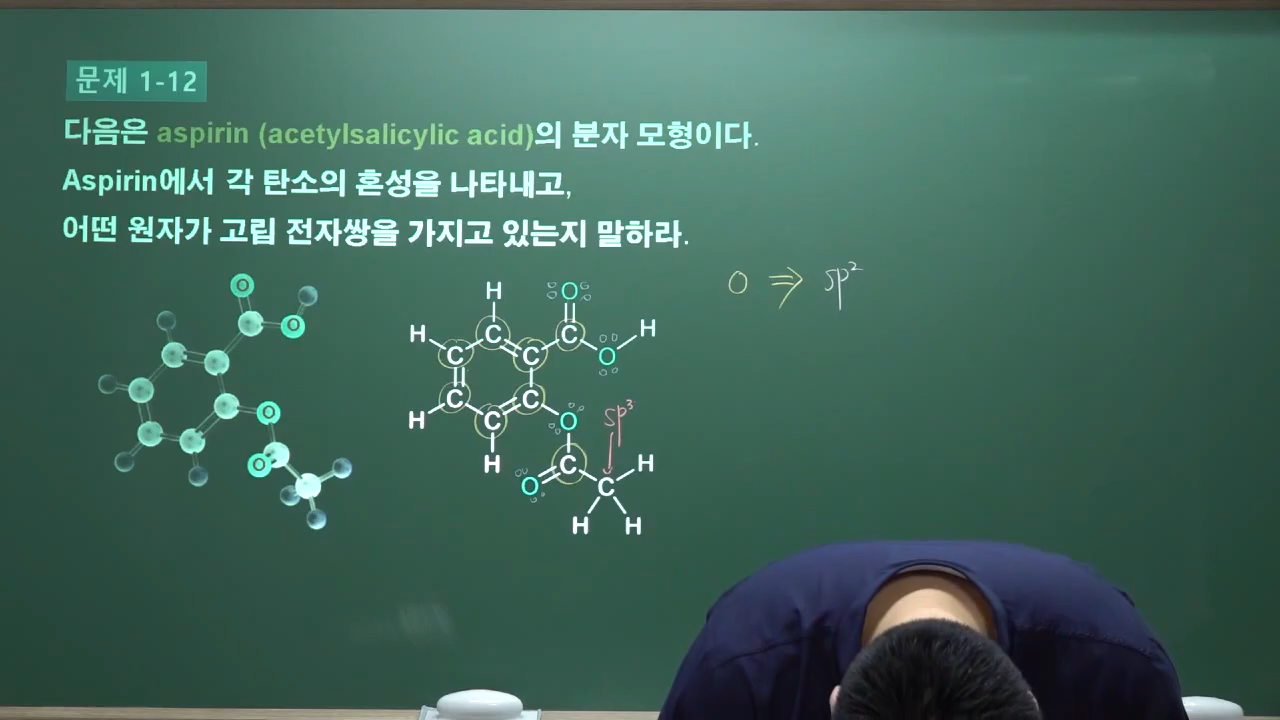 문제 1-12
다음은 aspirin (acetylsalicylic acid)의 분자 모형이다.
Aspirin에서 각 탄소의 혼성을 나타내고,
어떤 원자가 고립 전자쌍을 가지고 있는지 말하라.
O ⇒ sp²
O
O
H O
H C C O H
C C
C C
H C O sp³
H C H
O C
H H